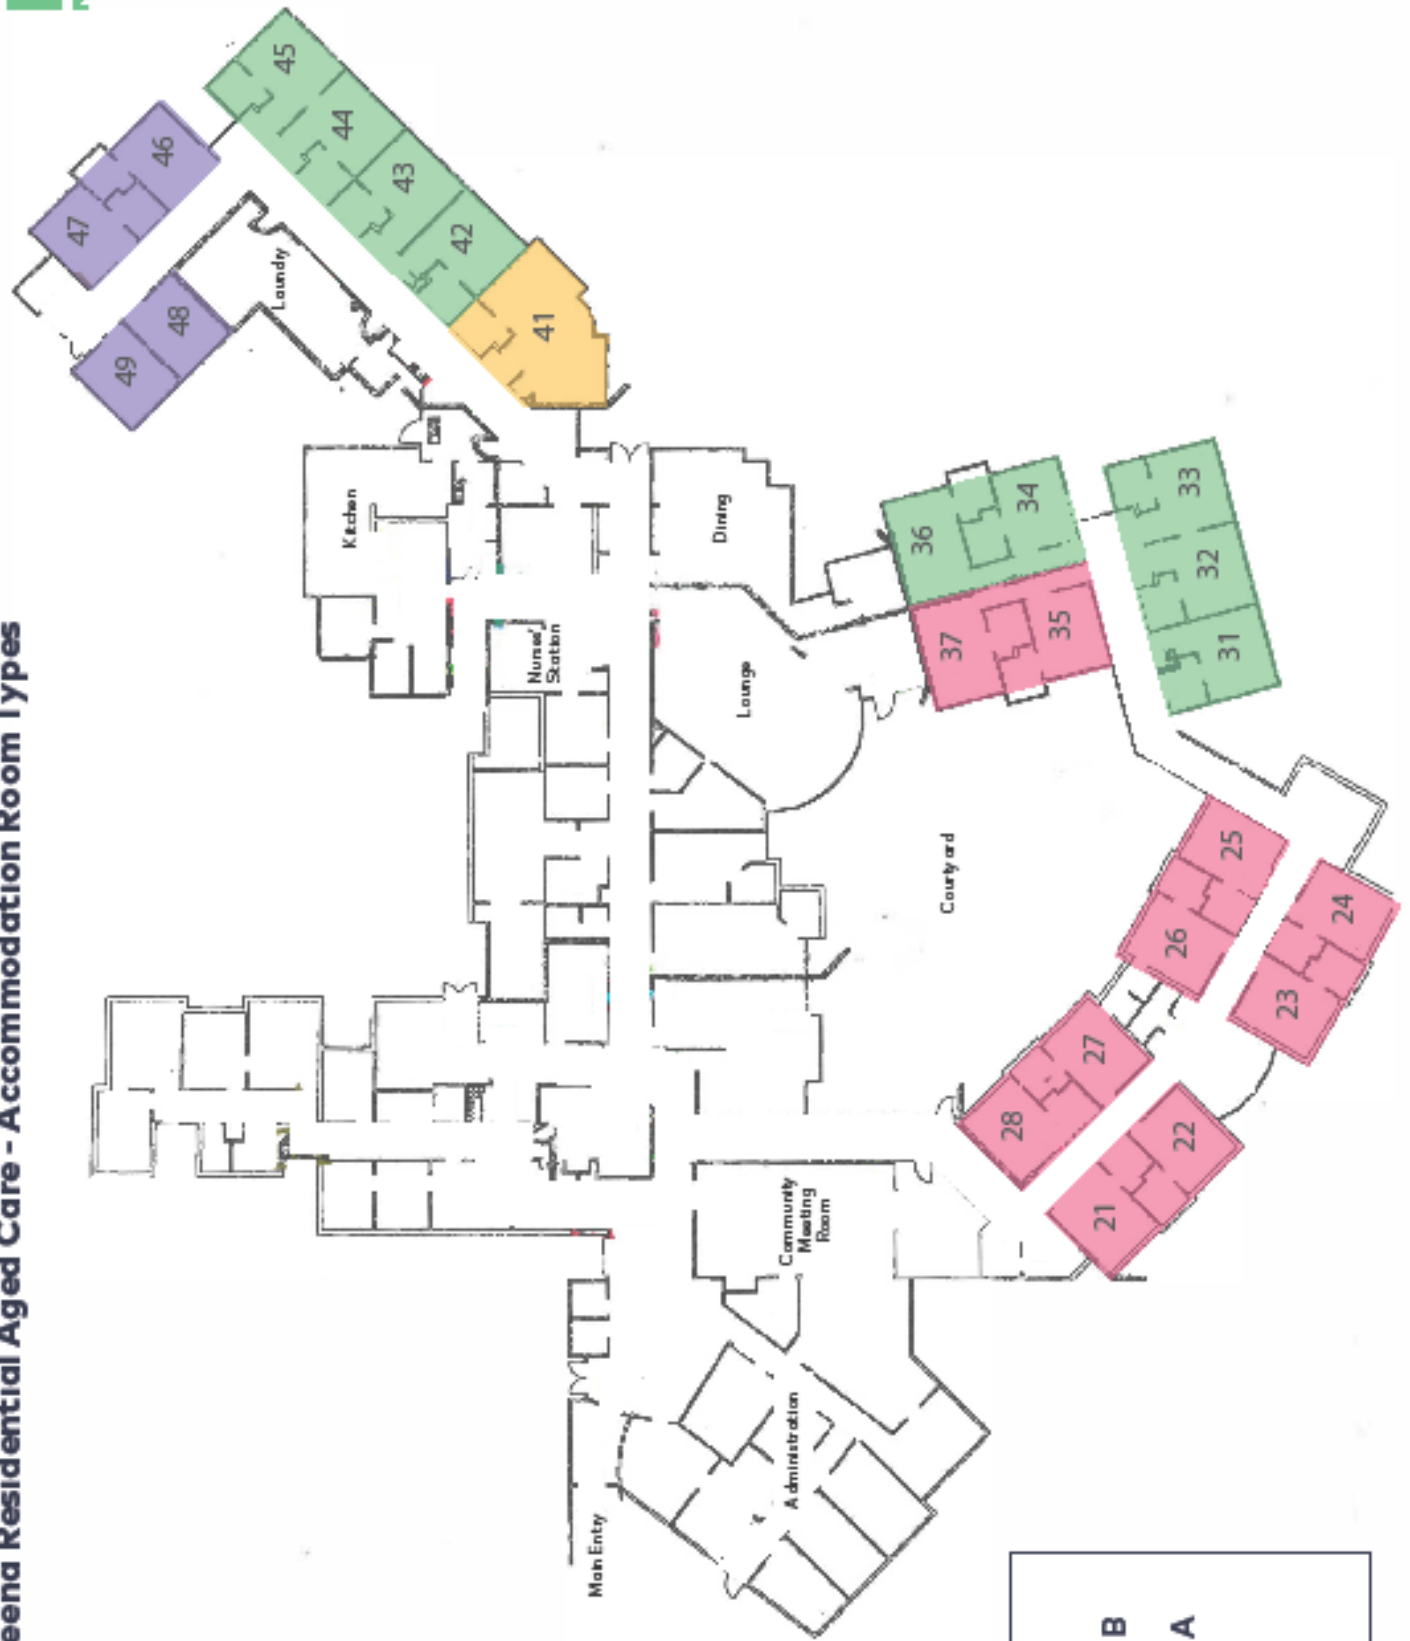 eena Residential Aged Care - Accommodation Room Types
45
44
43
42
41
46
47
48
49
Laundry
Kitchen
Dining
Nurses'
Station
Lounge
36
34
37
35
33
32
31
Courtyard
25
26
24
23
27
28
22
21
Community
Meeting
Room
Administration
Main Entry
B
A